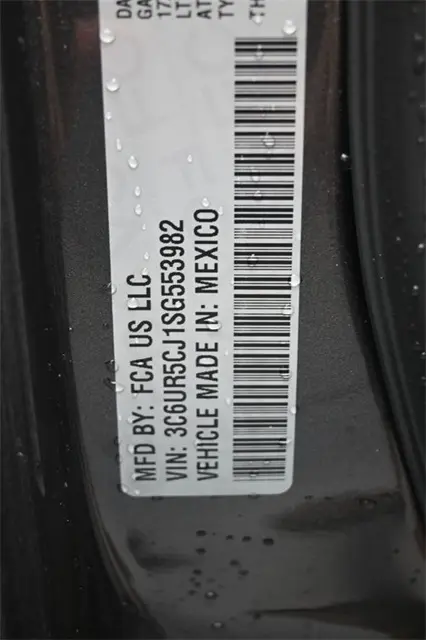 MFD BY: FCA US LLC
VIN: 3C6UR5CJ1SG553982
VEHICLE MADE IN: MEXICO